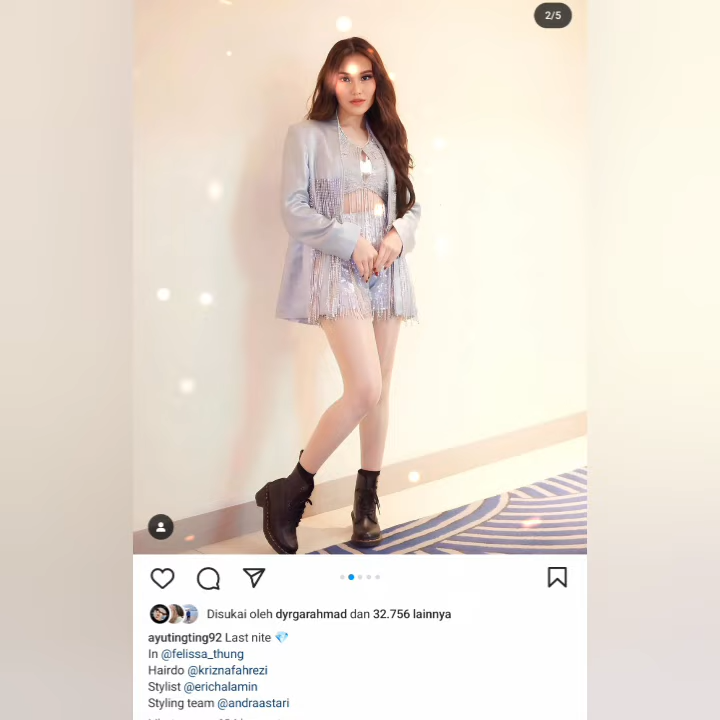 2/5
Disukai oleh dyrgarahmad dan 32.756 lainnya
ayutingting92 Last nite 💎
In @felissa_thung
Hairdo @kriznafahrezi
Stylist @erichalamin
Styling team @andraastari